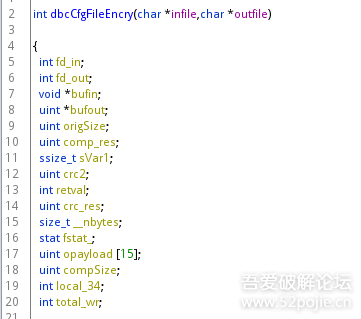 2 int dbcCfgFileEncry(char *infile,char *outfile)
3
4 {
5 int fd_in;
6 int fd_out;
7 void *bufin;
8 uint *bufout;
9 uint origSize;
10 uint comp_res;
11 ssize_t sVar1;
12 uint crc2;
13 int retval;
14 uint crc_res;
15 size_t __nbytes;
16 stat fstat_;
17 uint opayload [15];
18 uint compSize;
19 int local_34;
20 int total_wr;
21
吾爱破解论坛
www.52pojie.cn